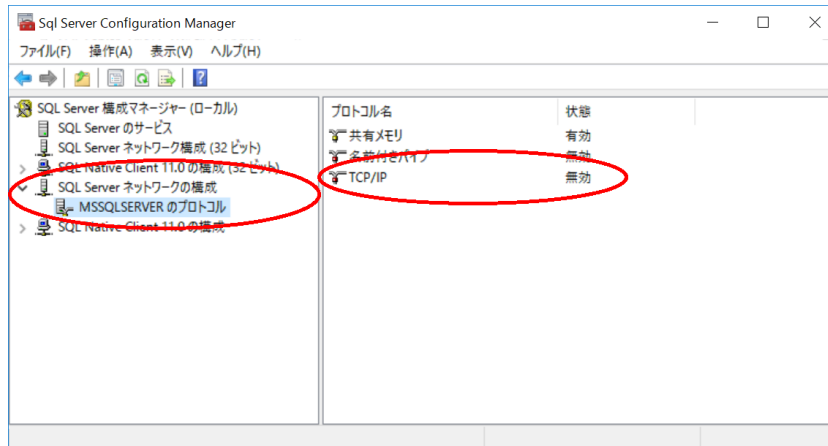 Sql Server Configuration Manager
ファイル(F) 操作(A) 表示(V) ヘルプ(H)
SQL Server 構成マネージャー (ローカル)
SQL Server のサービス
SQL Server ネットワーク構成 (32 ビット)
SQL Native Client 11.0 の構成 (32 ビット)
SQL Server ネットワークの構成
MSSQLSERVER のプロトコル
SQL Native Client 11.0 の構成
プロトコル名 状態
共有メモリ 有効
名前付きパイプ 無効
TCP/IP 無効